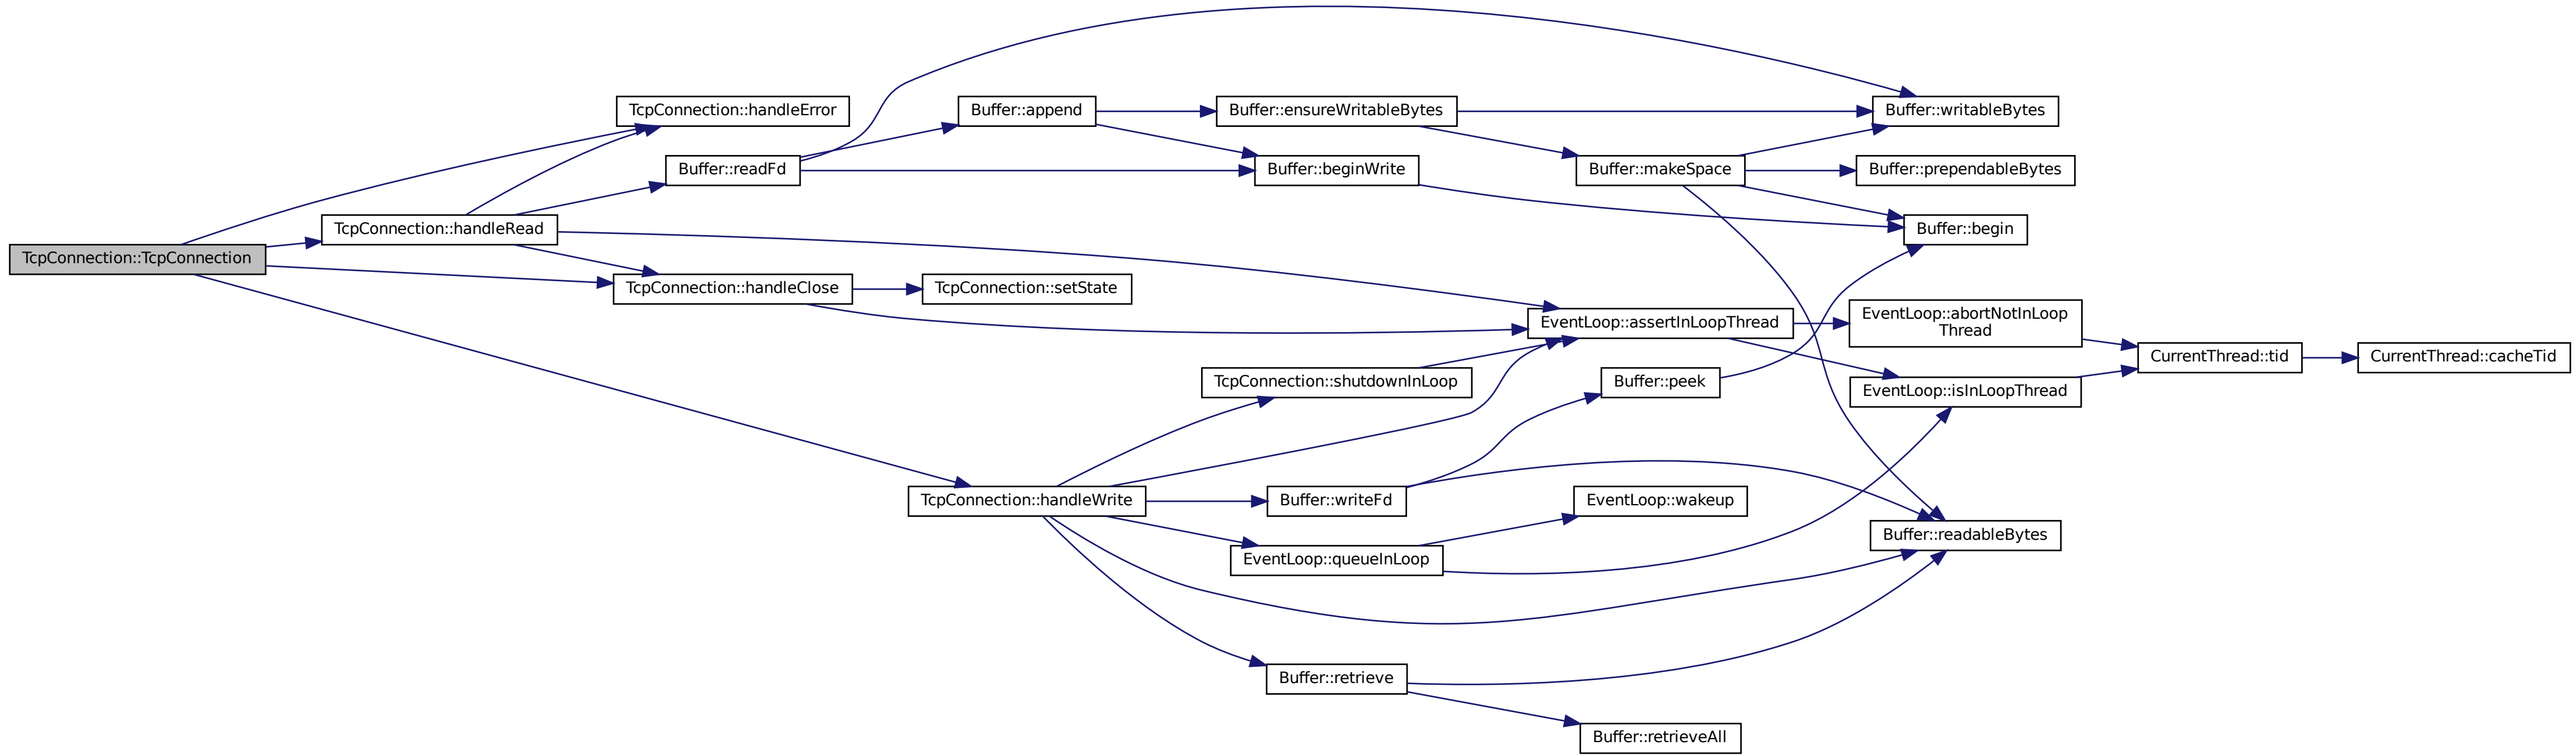 TcpConnection::TcpConnection
TcpConnection::handleError
TcpConnection::handleRead
TcpConnection::handleClose
TcpConnection::handleWrite
Buffer::readFd
TcpConnection::setState
Buffer::append
Buffer::ensureWritableBytes
Buffer::beginWrite
TcpConnection::shutdownInLoop
Buffer::writeFd
EventLoop::queueInLoop
Buffer::retrieve
EventLoop::assertInLoopThread
Buffer::makeSpace
Buffer::peek
EventLoop::wakeup
Buffer::retrieveAll
Buffer::writableBytes
Buffer::prependableBytes
Buffer::begin
EventLoop::abortNotInLoop
Thread
EventLoop::isInLoopThread
Buffer::readableBytes
CurrentThread::tid
CurrentThread::cacheTid